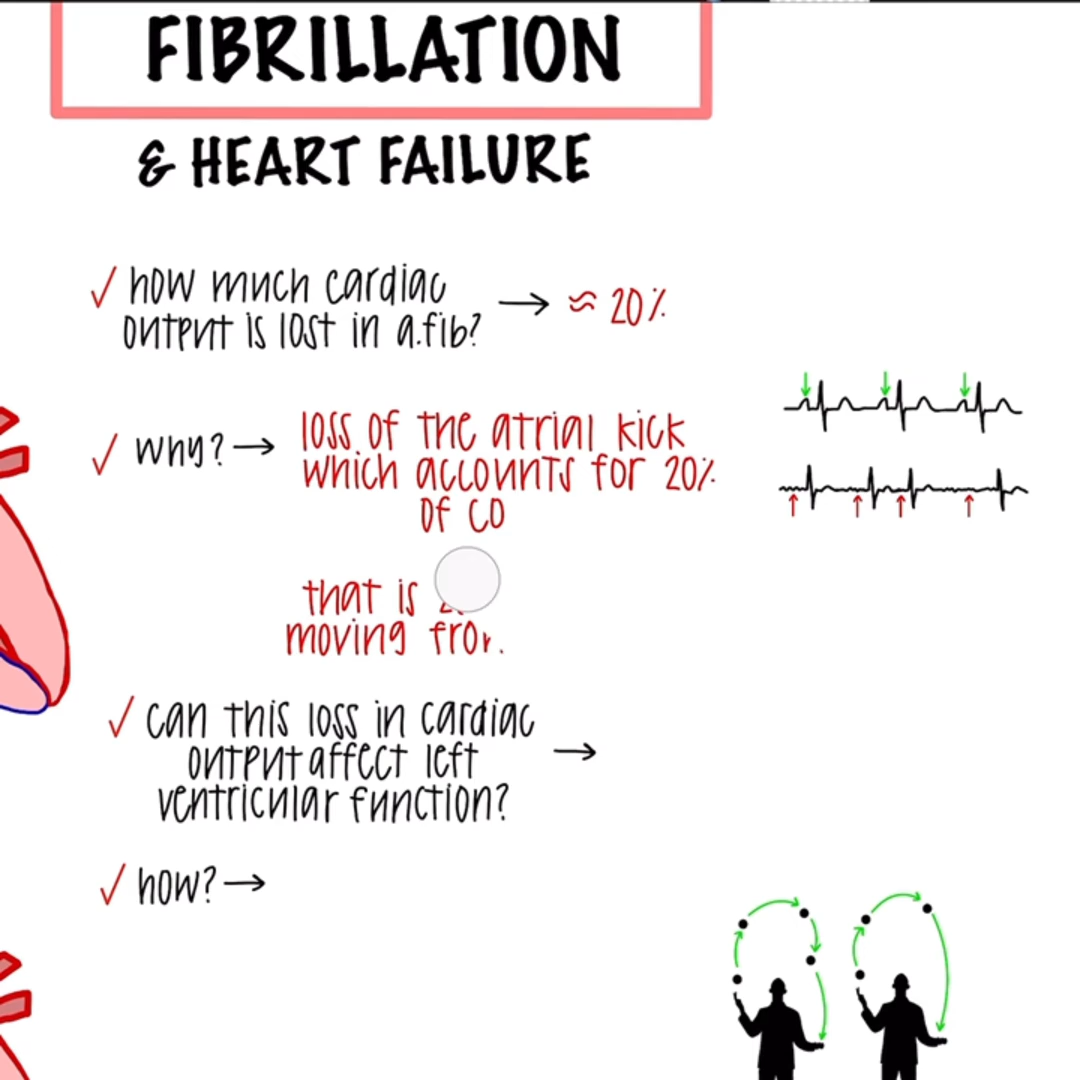 FIBRILLATION
& HEART FAILURE
✓ how much cardiac
output is lost in a.fib? → ≈ 20%
✓ why? → loss of the atrial kick
which accounts for 20%
of CO
that is
moving
✓ can this loss in cardiac
output affect left →
ventricular function?
✓ how? →